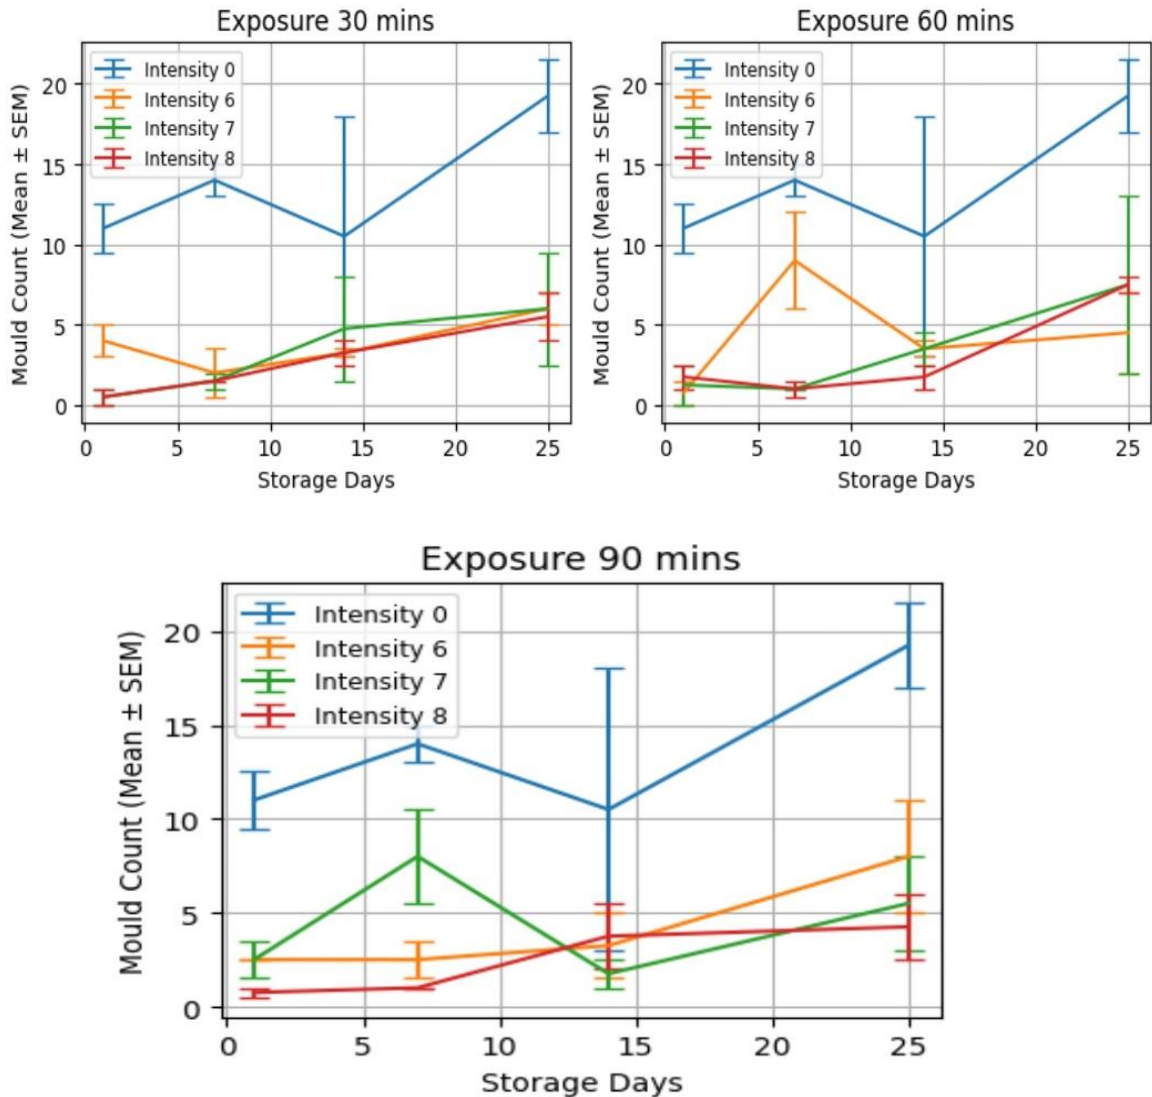 Exposure 30 mins
Mould Count (Mean ± SEM)
20
15
10
5
0
Intensity 0
Intensity 6
Intensity 7
Intensity 8
0 5 10 15 20 25
Storage Days
Exposure 60 mins
Mould Count (Mean ± SEM)
20
15
10
5
0
Intensity 0
Intensity 6
Intensity 7
Intensity 8
0 5 10 15 20 25
Storage Days
Exposure 90 mins
Mould Count (Mean ± SEM)
20
15
10
5
0
Intensity 0
Intensity 6
Intensity 7
Intensity 8
0 5 10 15 20 25
Storage Days